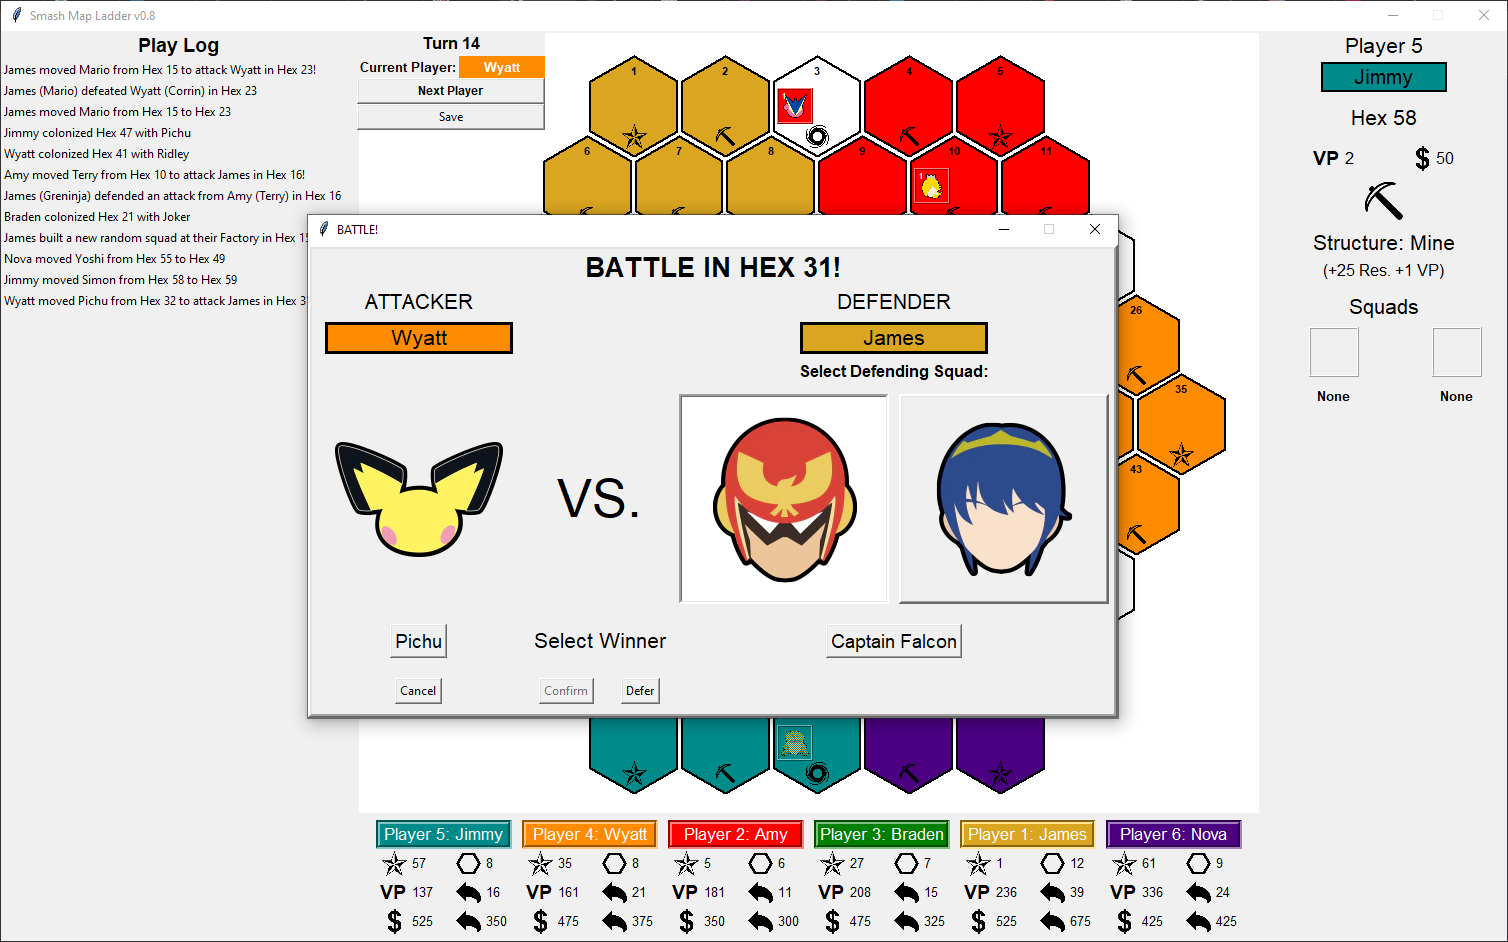 Smash Map Ladder v0.8
Play Log
James moved Mario from Hex 15 to attack Wyatt in Hex 23!
James (Mario) defeated Wyatt (Corrin) in Hex 23
James moved Mario from Hex 15 to Hex 23
Jimmy colonized Hex 47 with Pichu
Wyatt colonized Hex 41 with Ridley
Amy moved Terry from Hex 10 to attack James in Hex 16!
James (Greninja) defended an attack from Amy (Terry) in Hex 16
Braden colonized Hex 21 with Joker
James built a new random squad at their Factory in Hex 15
Nova moved Yoshi from Hex 55 to Hex 49
Jimmy moved Simon from Hex 58 to Hex 59
Wyatt moved Pichu from Hex 32 to attack James in Hex 3
Turn 14
Current Player: Wyatt
Next Player
Save
1 2 3 4 5
6 7 8 9 10 11
1
26
35
43
Player 5
Jimmy
Hex 58
VP 2 $ 50
Structure: Mine
(+25 Res. +1 VP)
Squads
None None
BATTLE!
BATTLE IN HEX 31!
ATTACKER DEFENDER
Wyatt James
Select Defending Squad:
VS.
Pichu Select Winner Captain Falcon
Cancel Confirm Defer
Player 5: Jimmy Player 4: Wyatt Player 2: Amy Player 3: Braden Player 1: James Player 6: Nova
57 8 35 8 5 6 27 7 1 12 61 9
VP 137 16 VP 161 21 VP 181 11 VP 208 15 VP 236 39 VP 336 24
$ 525 350 $ 475 375 $ 350 300 $ 475 325 $ 525 675 $ 425 425